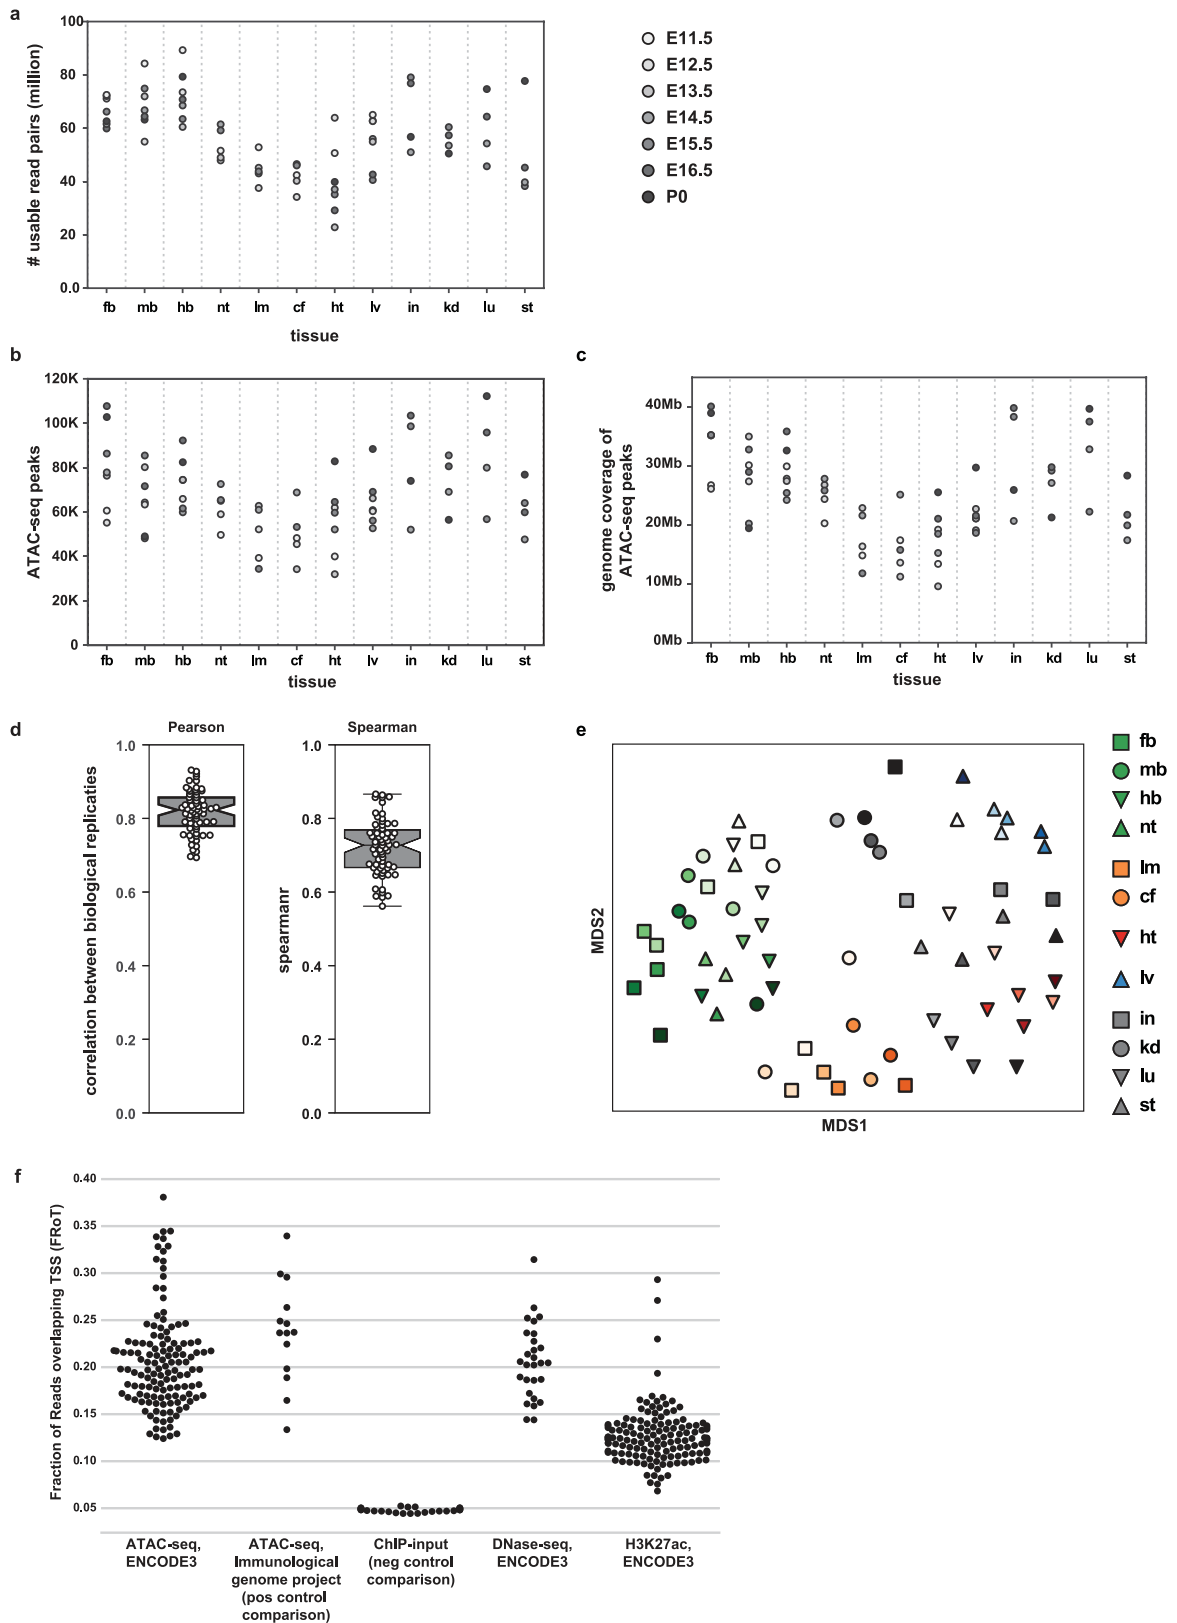 a
# usable read pairs (million)
100
80
60
40
20
0.0
fb mb hb nt lm cf ht lv in kd lu st
tissue
E11.5
E12.5
E13.5
E14.5
E15.5
E16.5
P0
b
ATAC-seq peaks
120K
100K
80K
60K
40K
20K
0
fb mb hb nt lm cf ht lv in kd lu st
tissue
c
genome coverage of
ATAC-seq peaks
40Mb
30Mb
20Mb
10Mb
0Mb
fb mb hb nt lm cf ht lv in kd lu st
tissue
d
Pearson
correlation between biological replicaties
1.0
0.8
0.6
0.4
0.2
0.0
Spearman
spearmanr
1.0
0.8
0.6
0.4
0.2
0.0
e
MDS2
MDS1
fb
mb
hb
nt
lm
cf
ht
lv
in
kd
lu
st
f
Fraction of Reads overlapping TSS (FRoT)
0.40
0.35
0.30
0.25
0.20
0.15
0.10
0.05
ATAC-seq,
ENCODE3
ATAC-seq,
Immunological
genome project
(pos control
comparison)
ChIP-input
(neg control
comparison)
DNase-seq,
ENCODE3
H3K27ac,
ENCODE3